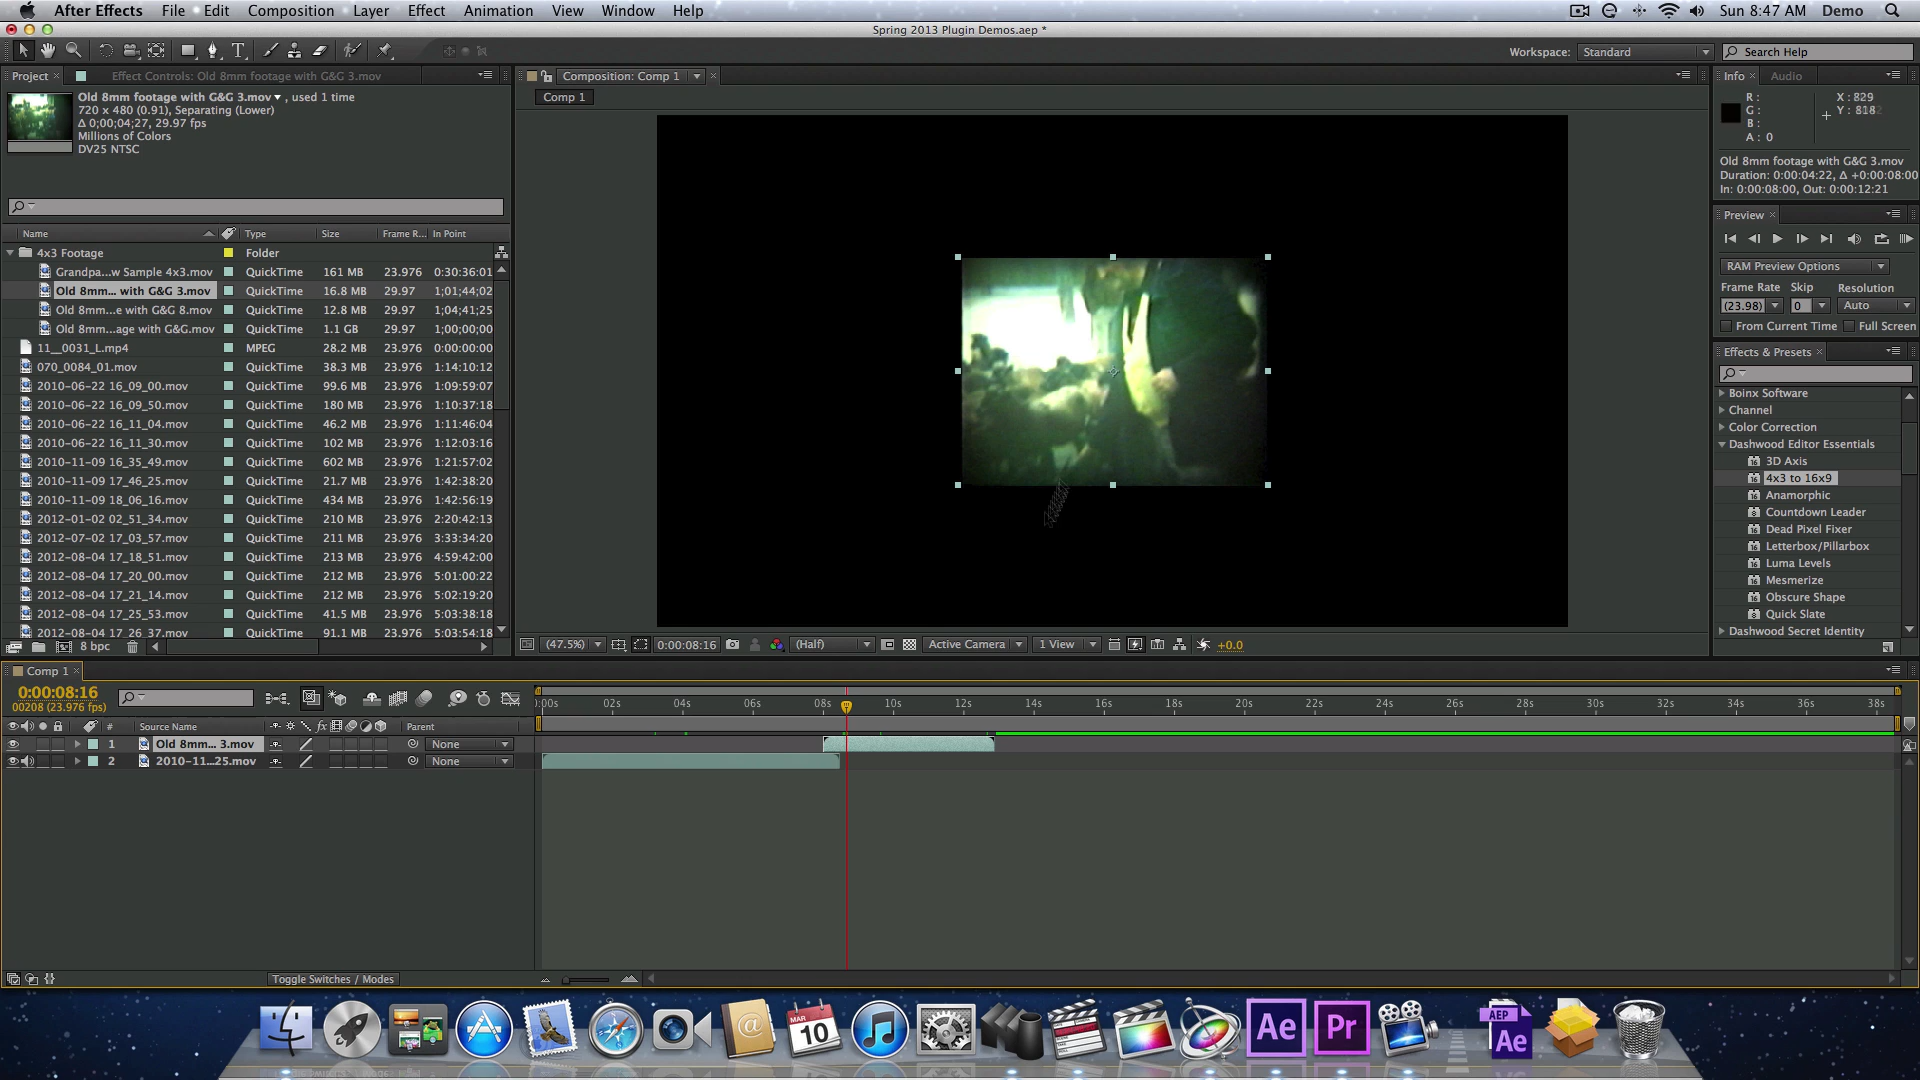 After Effects File Edit Composition Layer Effect Animation View Window Help Sun 8:47 AM Demo
Spring 2013 Plugin Demos.aep *
Workspace: Standard Search Help
Project Effect Controls: Old 8mm footage with G&G 3.mov
Composition: Comp 1
Info Audio
Old 8mm footage with G&G 3.mov , used 1 time
720 x 480 (0.91), Separating (Lower)
Δ 0;00;04;27, 29.97 fps
Millions of Colors
DV25 NTSC
Comp 1
R : X : 829
G : 
B :
A : 0
Old 8mm footage with G&G 3.mov
Duration: 0:00:04:22, Δ +0:00:08:00
In: 0:00:08:00, Out: 0:00:12:21
Preview
RAM Preview Options
Frame Rate Skip Resolution
(23.98) 0 Auto
From Current Time Full Screen
Effects & Presets
Boinx Software
Channel
Color Correction
Dashwood Editor Essentials
3D Axis
4x3 to 16x9
Anamorphic
Countdown Leader
Dead Pixel Fixer
Letterbox/Pillarbox
Luma Levels
Mesmerize
Obscure Shape
Quick Slate
Dashwood Secret Identity
Name Type Size Frame R... In Point
4x3 Footage Folder
Grandpa...w Sample 4x3.mov QuickTime 161 MB 23.976 0:30:36:01
Old 8mm... with G&G 3.mov QuickTime 16.8 MB 29.97 1;01;44;02
Old 8mm...e with G&G 8.mov QuickTime 12.8 MB 29.97 1;04;41;25
Old 8mm...age with G&G.mov QuickTime 1.1 GB 29.97 1;00;00;00
11__0031_L.mp4 MPEG 28.2 MB 23.976 0:00:00:00
070_0084_01.mov QuickTime 38.3 MB 23.976 1:14:10:12
2010-06-22 16_09_00.mov QuickTime 99.6 MB 23.976 1:09:59:07
2010-06-22 16_09_50.mov QuickTime 180 MB 23.976 1:10:37:18
2010-06-22 16_11_04.mov QuickTime 46.2 MB 23.976 1:11:46:04
2010-06-22 16_11_30.mov QuickTime 102 MB 23.976 1:12:03:16
2010-11-09 16_35_49.mov QuickTime 602 MB 23.976 1:21:57:02
2010-11-09 17_46_25.mov QuickTime 21.7 MB 23.976 1:42:38:20
2010-11-09 18_06_16.mov QuickTime 434 MB 23.976 1:42:56:19
2012-01-02 02_51_34.mov QuickTime 210 MB 23.976 2:20:42:13
2012-07-02 17_03_57.mov QuickTime 211 MB 23.976 3:33:34:20
2012-08-04 17_18_51.mov QuickTime 213 MB 23.976 4:59:42:00
2012-08-04 17_20_00.mov QuickTime 212 MB 23.976 5:01:00:22
2012-08-04 17_21_14.mov QuickTime 212 MB 23.976 5:02:19:20
2012-08-04 17_25_53.mov QuickTime 41.5 MB 23.976 5:03:38:18
2012-08-04 17_26_37.mov QuickTime 91.1 MB 23.976 5:03:54:18
8 bpc
(47.5%) 0:00:08:16 (Half) Active Camera 1 View +0.0
Comp 1
0:00:08:16
00208 (23.976 fps)
:00s 02s 04s 06s 08s 10s 12s 14s 16s 18s 20s 22s 24s 26s 28s 30s 32s 34s 36s 38s
# Source Name fx Parent
1 Old 8mm... 3.mov None
2 2010-11...25.mov None
Toggle Switches / Modes
MAR
10
Ae
Pr
AEP
Ae